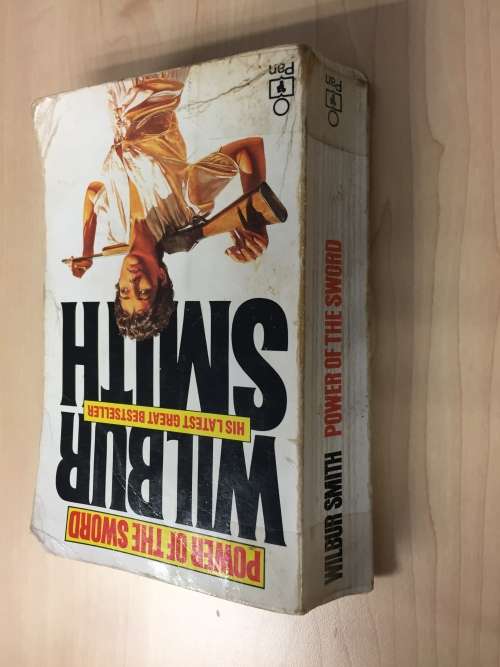 POWER OF THE SWORD
WILBUR
HIS LATEST GREAT BESTSELLER
SMITH
Pan
WILBUR SMITH POWER OF THE SWORD
Pan